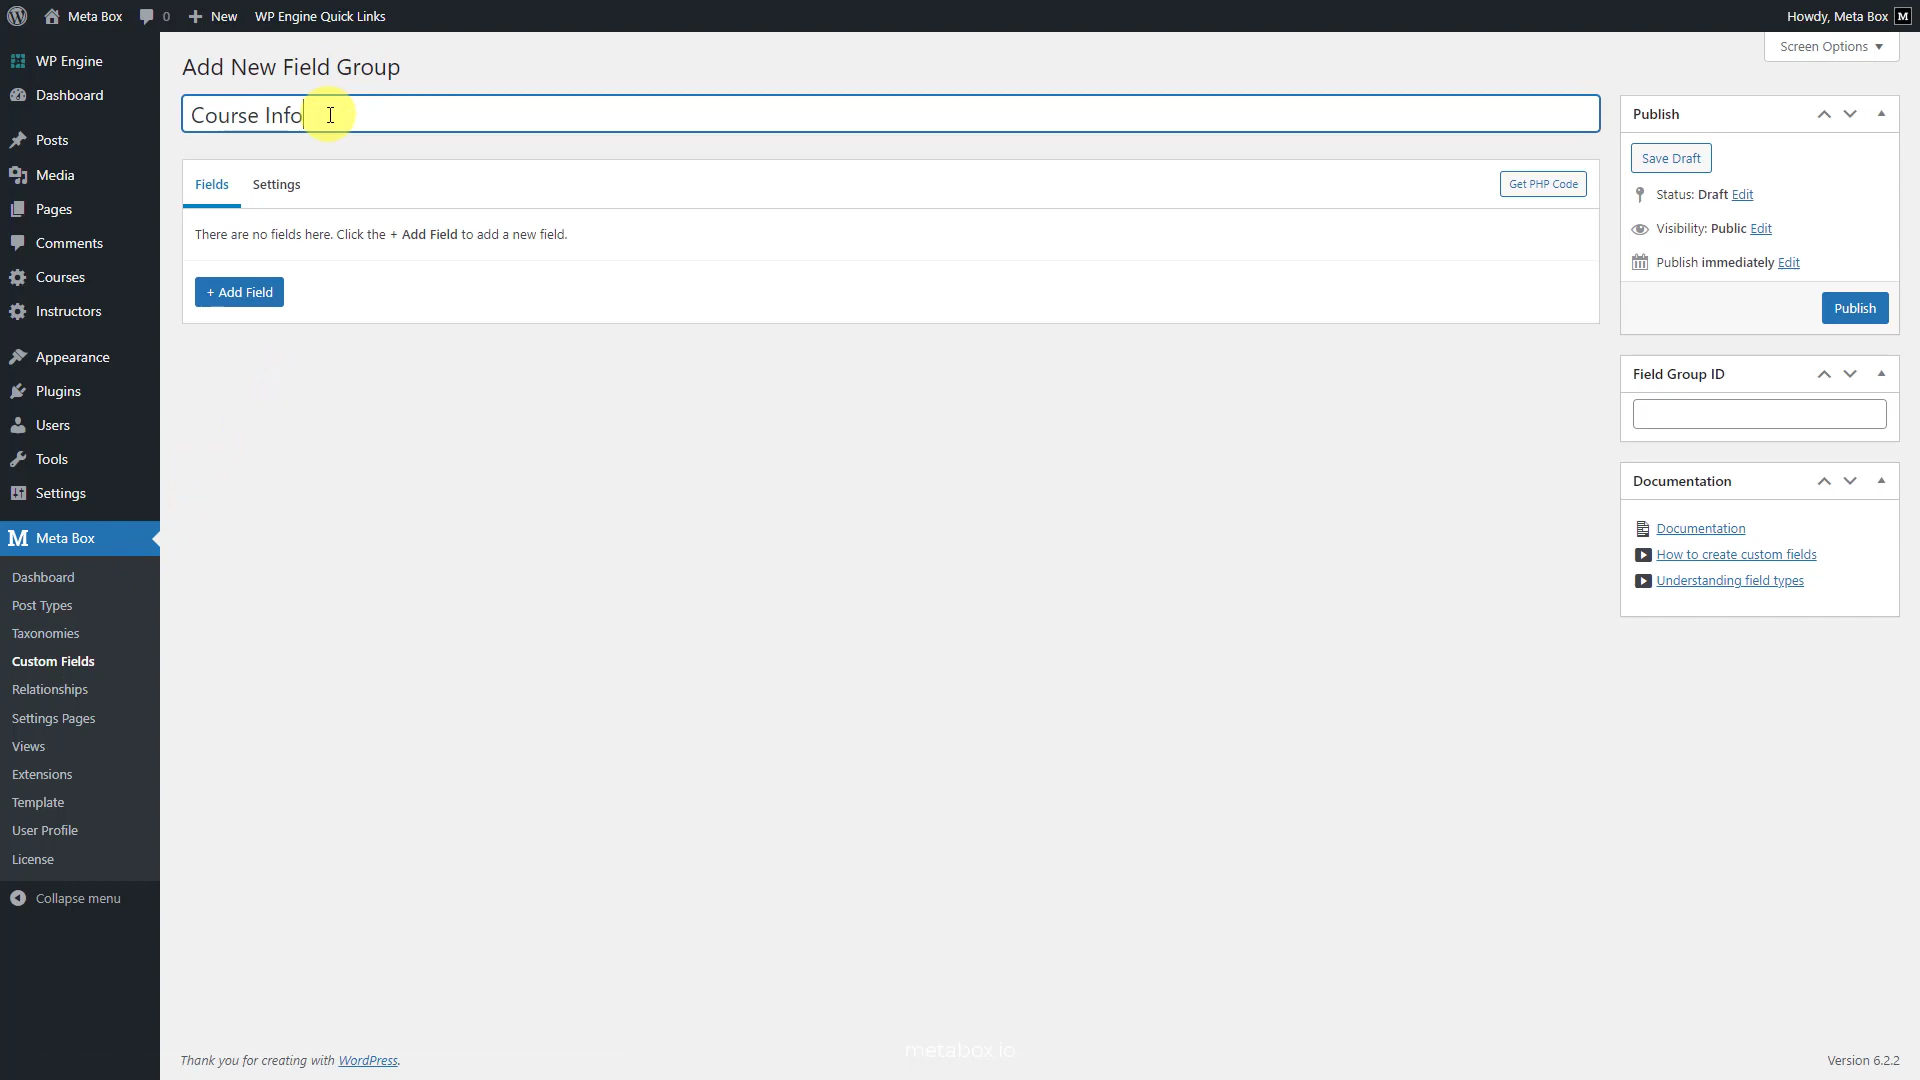 Meta Box
0
New
WP Engine Quick Links
Howdy, Meta Box
M
WP Engine
Dashboard
Posts
Media
Pages
Comments
Courses
Instructors
Appearance
Plugins
Users
Tools
Settings
M Meta Box
Dashboard
Post Types
Taxonomies
Custom Fields
Relationships
Settings Pages
Views
Extensions
Template
User Profile
License
Collapse menu
Screen Options
Add New Field Group
Course Info
Fields
Settings
Get PHP Code
There are no fields here. Click the + Add Field to add a new field.
+ Add Field
Publish
Save Draft
Status: Draft Edit
Visibility: Public Edit
Publish immediately Edit
Publish
Field Group ID
Documentation
Documentation
How to create custom fields
Understanding field types
Thank you for creating with WordPress.
metabox.io
Version 6.2.2